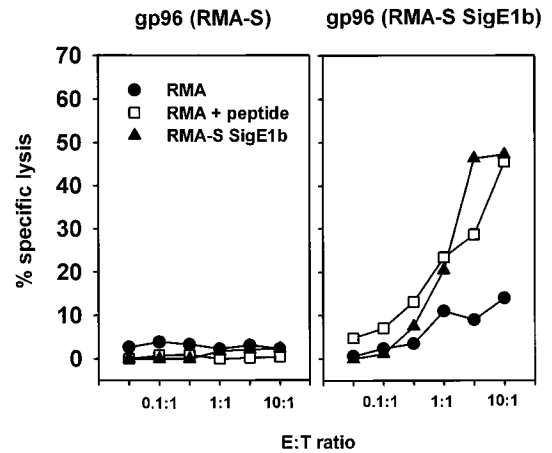 gp96 (RMA-S)
gp96 (RMA-S SigE1b)
% specific lysis
70
60
50
40
30
20
10
0
RMA
RMA + peptide
RMA-S SigE1b
0.1:1
1:1
10:1
0.1:1
1:1
10:1
E:T ratio